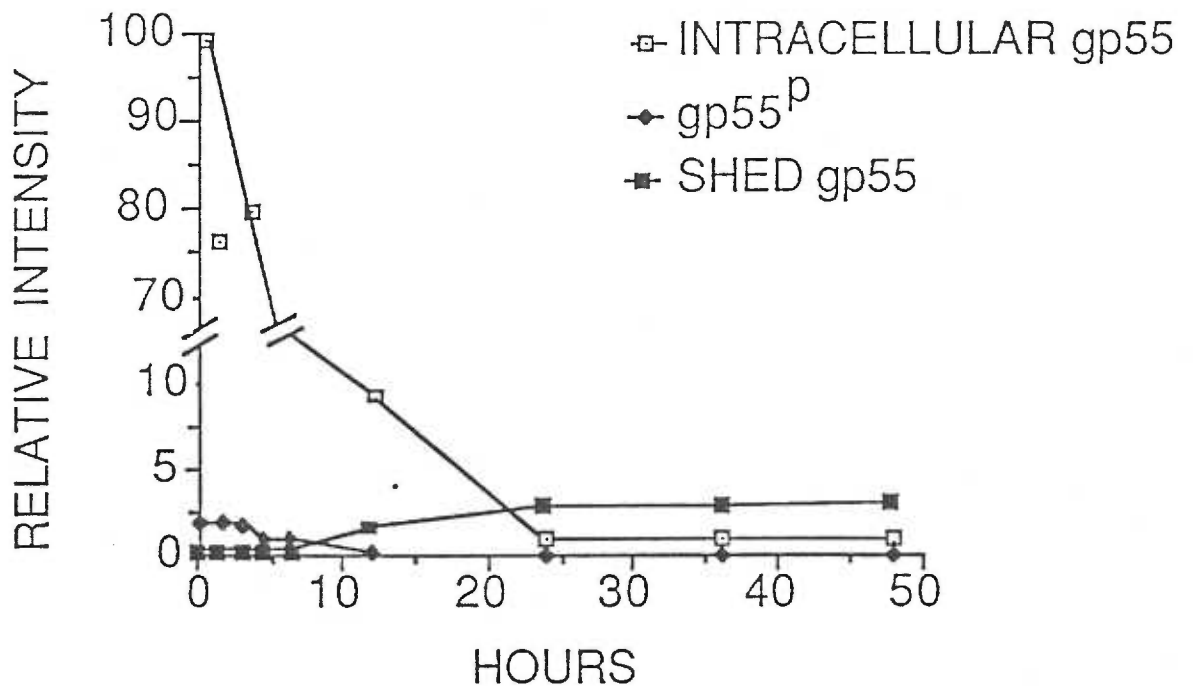 100
90
80
70
10
5
0
RELATIVE INTENSITY
INTRACELLULAR gp55
gp55p
SHED gp55
0 10 20 30 40 50
HOURS